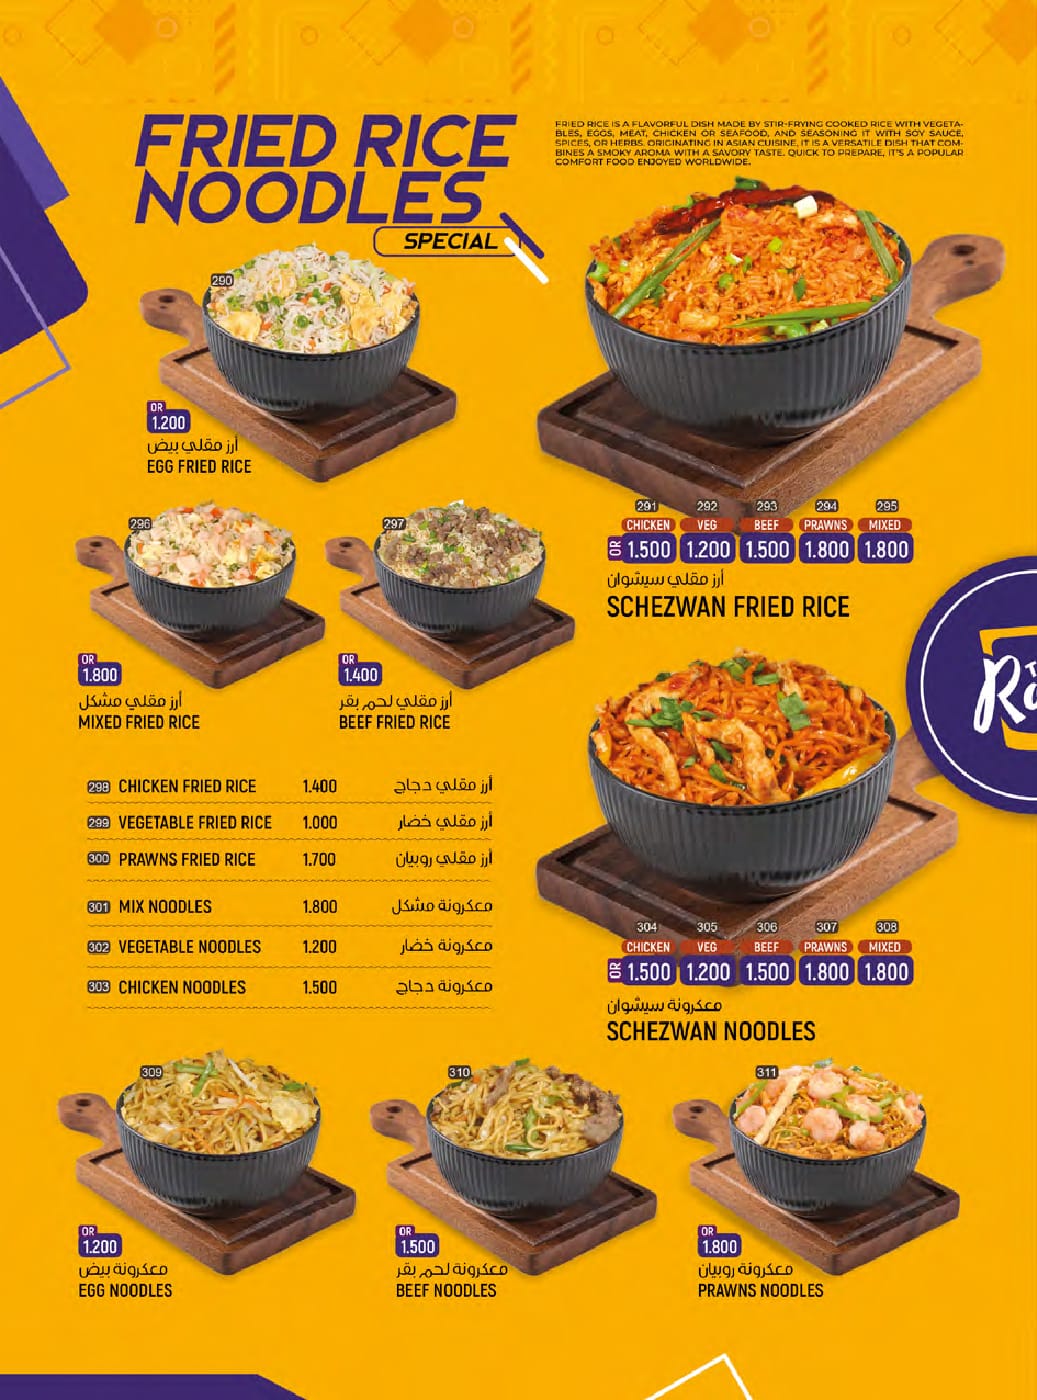 FRIED RICE
NOODLES
SPECIAL
FRIED RICE IS A FLAVORFUL DISH MADE BY STIR-FRYING COOKED RICE WITH VEGETA-
BLES, EGGS, MEAT, CHICKEN OR SEAFOOD, AND SEASONING IT WITH SOY SAUCE,
SPICES, OR HERBS. ORIGINATING IN ASIAN CUISINE, IT IS A VERSATILE DISH THAT COM-
BINES A SMOKY AROMA WITH A SAVORY TASTE. QUICK TO PREPARE, IT'S A POPULAR
COMFORT FOOD ENJOYED WORLDWIDE.
290
OR
1.200
أرز مقلي بيض
EGG FRIED RICE
291 292 293 294 295
CHICKEN VEG BEEF PRAWNS MIXED
OR 1.500 1.200 1.500 1.800 1.800
أرز مقلي سيشوان
SCHEZWAN FRIED RICE
296
OR
1.800
أرز مقلي مشكل
MIXED FRIED RICE
297
OR
1.400
أرز مقلي لحم بقر
BEEF FRIED RICE
298 CHICKEN FRIED RICE 1.400 أرز مقلي دجاج
299 VEGETABLE FRIED RICE 1.000 أرز مقلي خضار
300 PRAWNS FRIED RICE 1.700 أرز مقلي روبيان
301 MIX NOODLES 1.800 معكرونة مشكل
302 VEGETABLE NOODLES 1.200 معكرونة خضار
303 CHICKEN NOODLES 1.500 معكرونة دجاج
304 305 306 307 308
CHICKEN VEG BEEF PRAWNS MIXED
OR 1.500 1.200 1.500 1.800 1.800
معكرونة سيشوان
SCHEZWAN NOODLES
309
OR
1.200
معكرونة بيض
EGG NOODLES
310
OR
1.500
معكرونة لحم بقر
BEEF NOODLES
311
OR
1.800
معكرونة روبيان
PRAWNS NOODLES